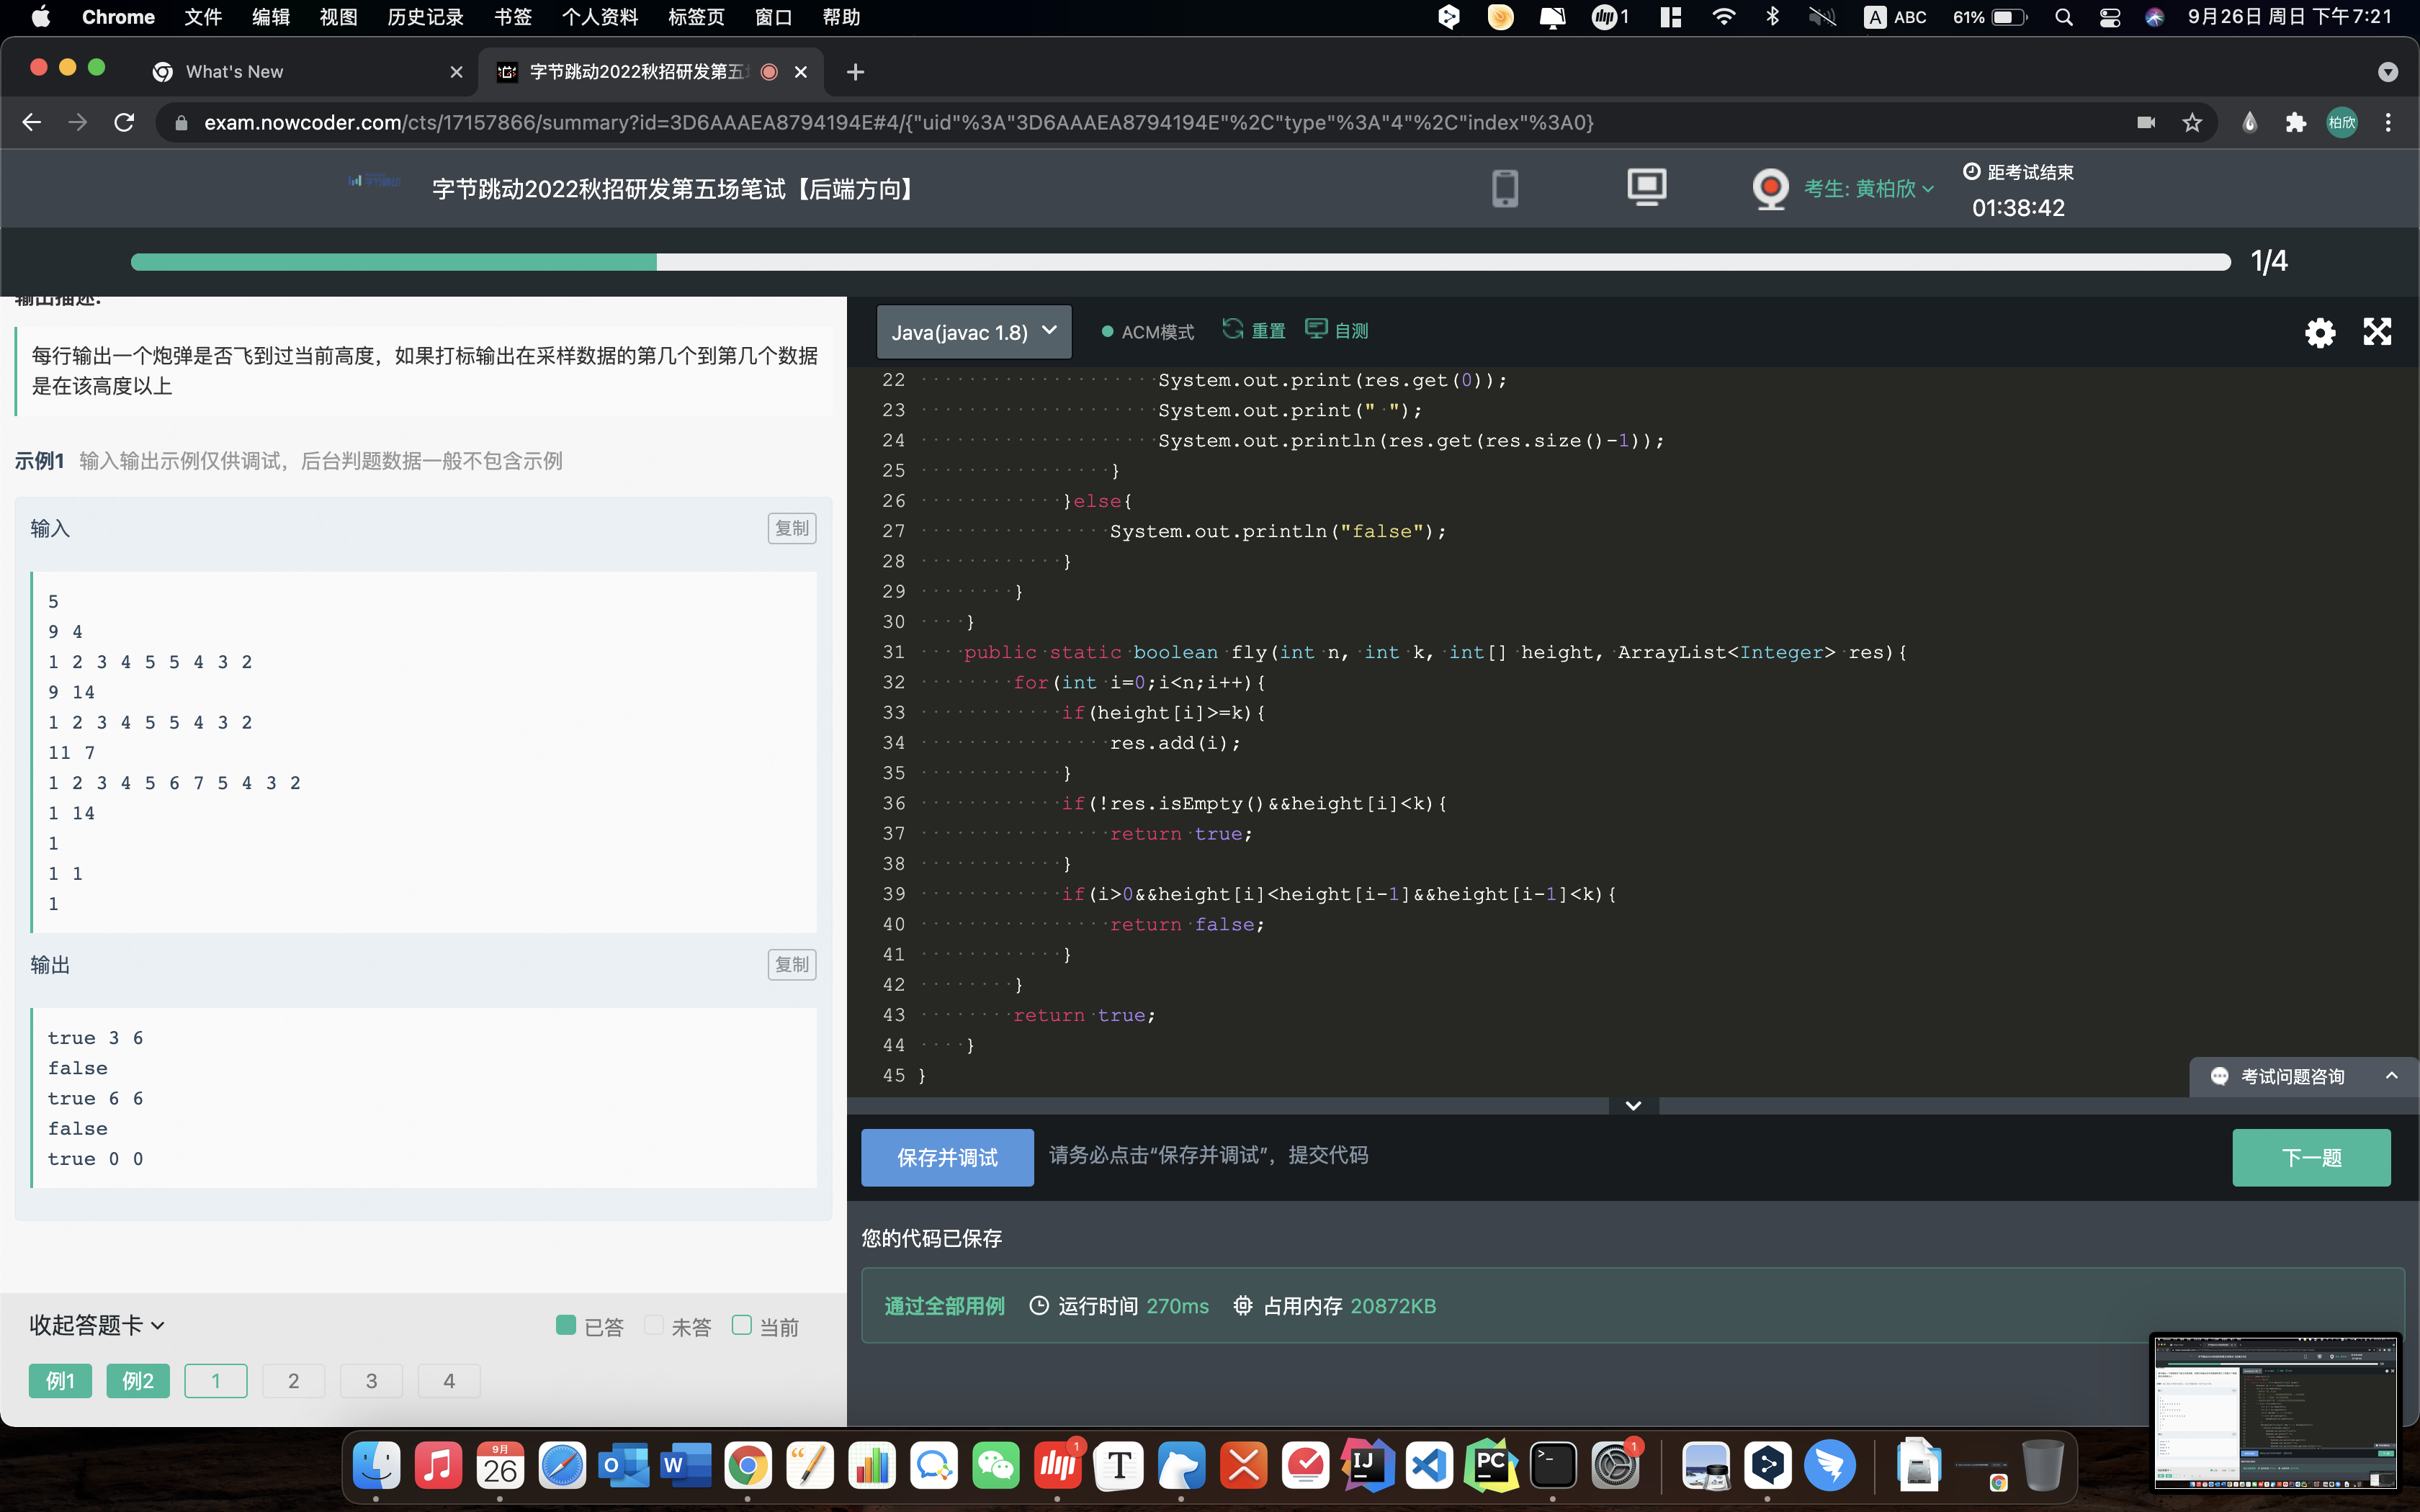 Chrome 文件 编辑 视图 历史记录 书签 个人资料 标签页 窗口 帮助 1 A ABC 61% 9月26日 周日 下午7:21
What's New 字节跳动2022秋招研发第五
exam.nowcoder.com/cts/17157866/summary?id=3D6AAAEA8794194E#4/{"uid"%3A"3D6AAAEA8794194E"%2C"type"%3A"4"%2C"index"%3A0} 柏欣
字节跳动 字节跳动2022秋招研发第五场笔试【后端方向】 考生: 黄柏欣 距考试结束
01:38:42
1/4
输出描述:
每行输出一个炮弹是否飞到过当前高度，如果打标输出在采样数据的第几个到第几个数据
是在该高度以上
示例1 输入输出示例仅供调试，后台判题数据一般不包含示例
输入 复制
5
9 4
1 2 3 4 5 5 4 3 2
9 14
1 2 3 4 5 5 4 3 2
11 7
1 2 3 4 5 6 7 5 4 3 2
1 14
1
1 1
1
输出 复制
true 3 6
false
true 6 6
false
true 0 0
收起答题卡 已答 未答 当前
例1 例2 1 2 3 4
Java(javac 1.8) ACM模式 重置 自测
22 System.out.print(res.get(0));
23 System.out.print(" ");
24 System.out.println(res.get(res.size()-1));
25 }
26 }else{
27 System.out.println("false");
28 }
29 }
30 }
31 public static boolean fly(int n, int k, int[] height, ArrayList<Integer> res){
32 for(int i=0;i<n;i++){
33 if(height[i]>=k){
34 res.add(i);
35 }
36 if(!res.isEmpty()&&height[i]<k){
37 return true;
38 }
39 if(i>0&&height[i]<height[i-1]&&height[i-1]<k){
40 return false;
41 }
42 }
43 return true;
44 }
45 }
考试问题咨询
保存并调试 请务必点击“保存并调试”，提交代码 下一题
您的代码已保存
通过全部用例 运行时间 270ms 占用内存 20872KB
9月
26
O W 1 T IJ PC >_ 1